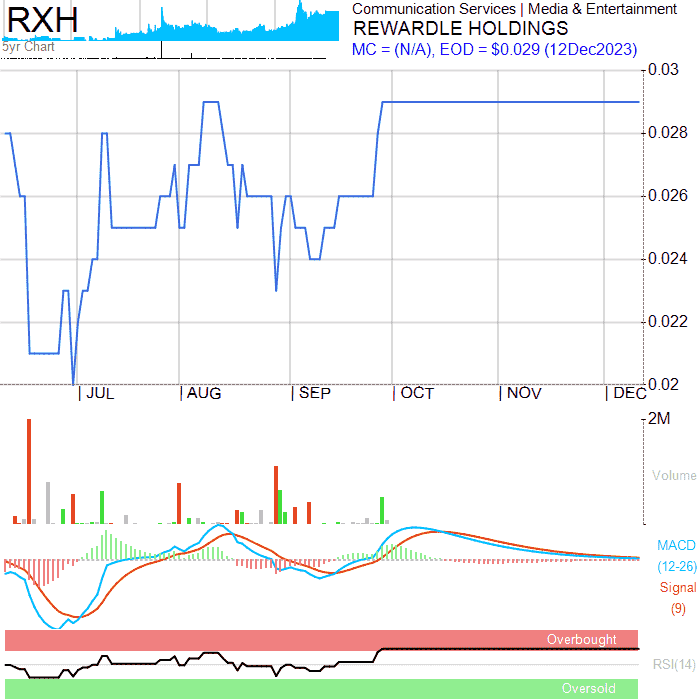 RXH
Communication Services | Media & Entertainment
REWARDLE HOLDINGS
5yr Chart
MC = (N/A), EOD = $0.029 (12Dec2023)
0.03
0.028
0.026
0.024
0.022
0.02
| JUL | AUG | SEP | OCT | NOV | DEC
2M
Volume
MACD
(12-26)
Signal
(9)
Overbought
RSI(14)
Oversold